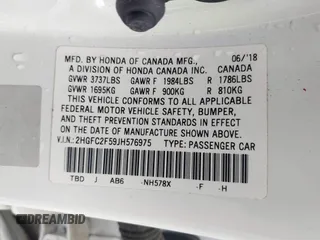 MFD. BY HONDA OF CANADA MFG., 06/'18
A DIVISION OF HONDA CANADA INC. CANADA
GVWR 3737LBS GAWR F 1984LBS R 1786LBS
GVWR 1695KG GAWR F 900KG R 810KG
THIS VEHICLE CONFORMS TO ALL APPLICABLE
FEDERAL MOTOR VEHICLE SAFETY, BUMPER,
AND THEFT PREVENTION STANDARDS IN EFFECT
ON THE DATE OF MANUFACTURE SHOWN ABOVE.
V.I.N.: 2HGFC2F59JH576975 TYPE: PASSENGER CAR
TBD J AB6 NH578X -F -H
DREAMBID